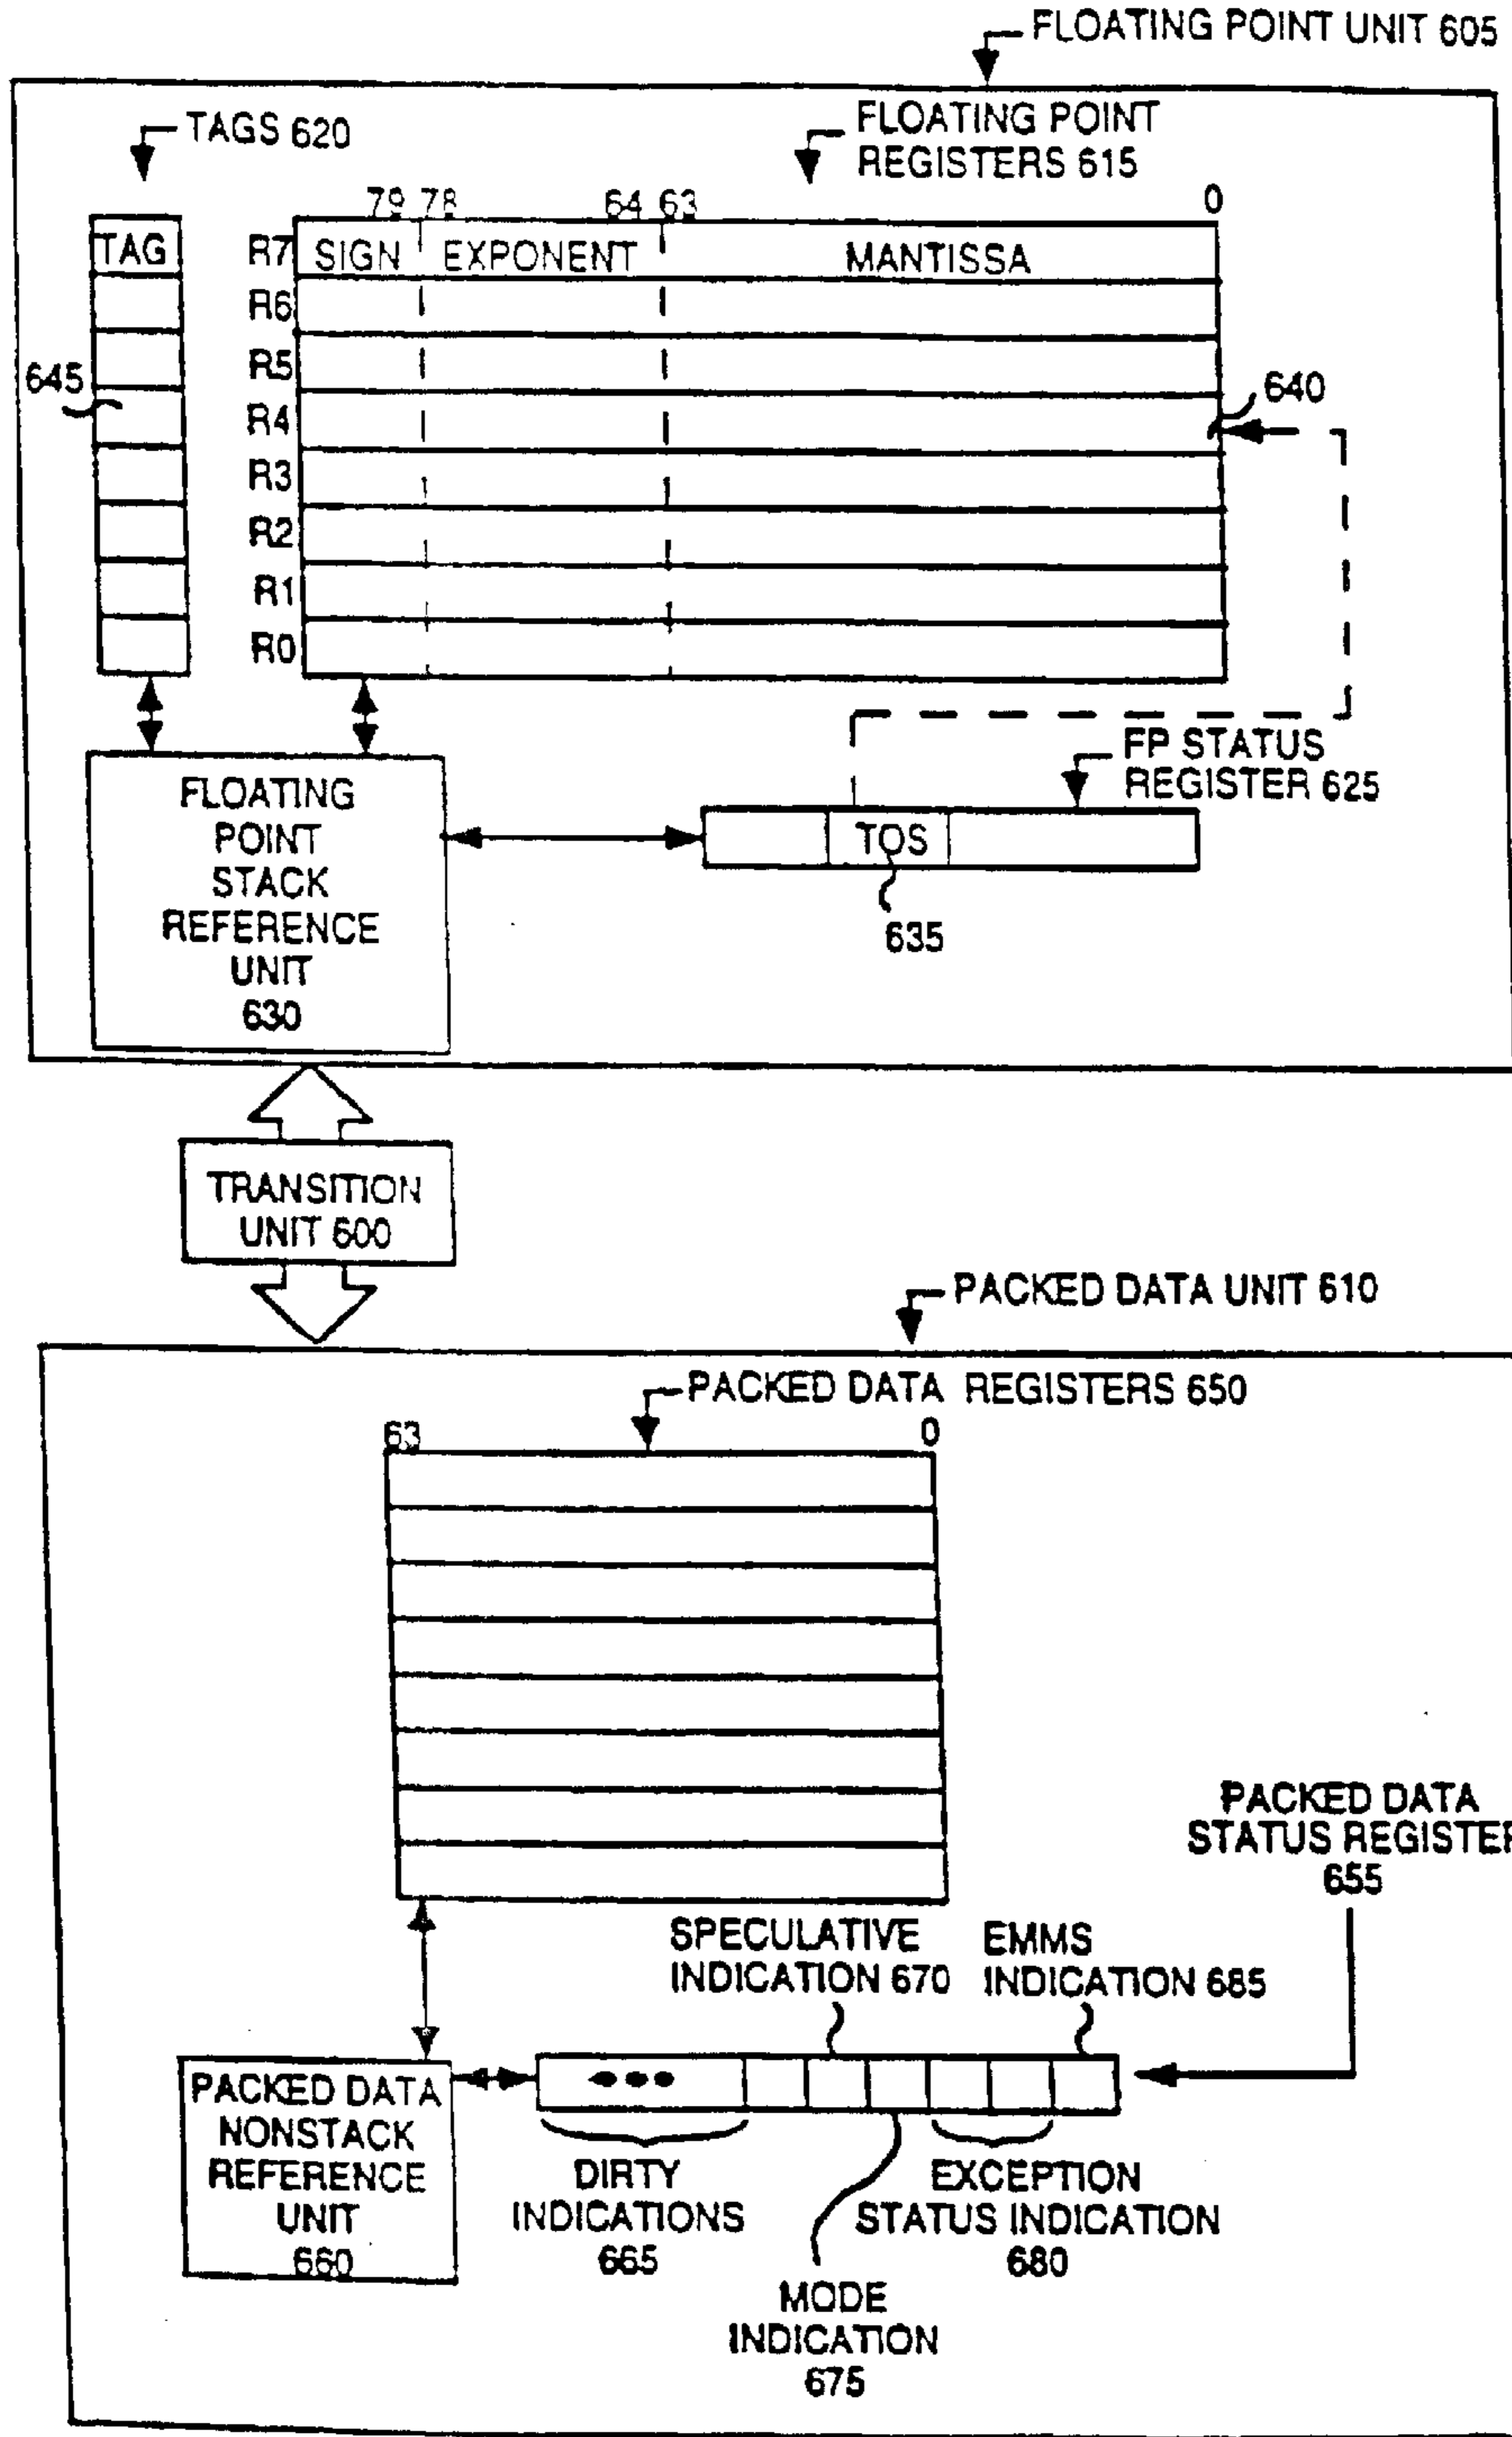 FLOATING POINT UNIT 605
TAGS 620
FLOATING POINT
REGISTERS 615
79 78 64 63 0
TAG
R7 SIGN EXPONENT MANTISSA
R6
R5
645
R4
640
R3
R2
R1
R0
FP STATUS
REGISTER 625
FLOATING
POINT
STACK
REFERENCE
UNIT
630
TOS
635
TRANSITION
UNIT 600
PACKED DATA UNIT 610
PACKED DATA REGISTERS 650
63 0
PACKED DATA
STATUS REGISTER
655
SPECULATIVE
INDICATION 670
EMMS
INDICATION 685
PACKED DATA
NONSTACK
REFERENCE
UNIT
660
DIRTY
INDICATIONS
665
EXCEPTION
STATUS INDICATION
680
MODE
INDICATION
675